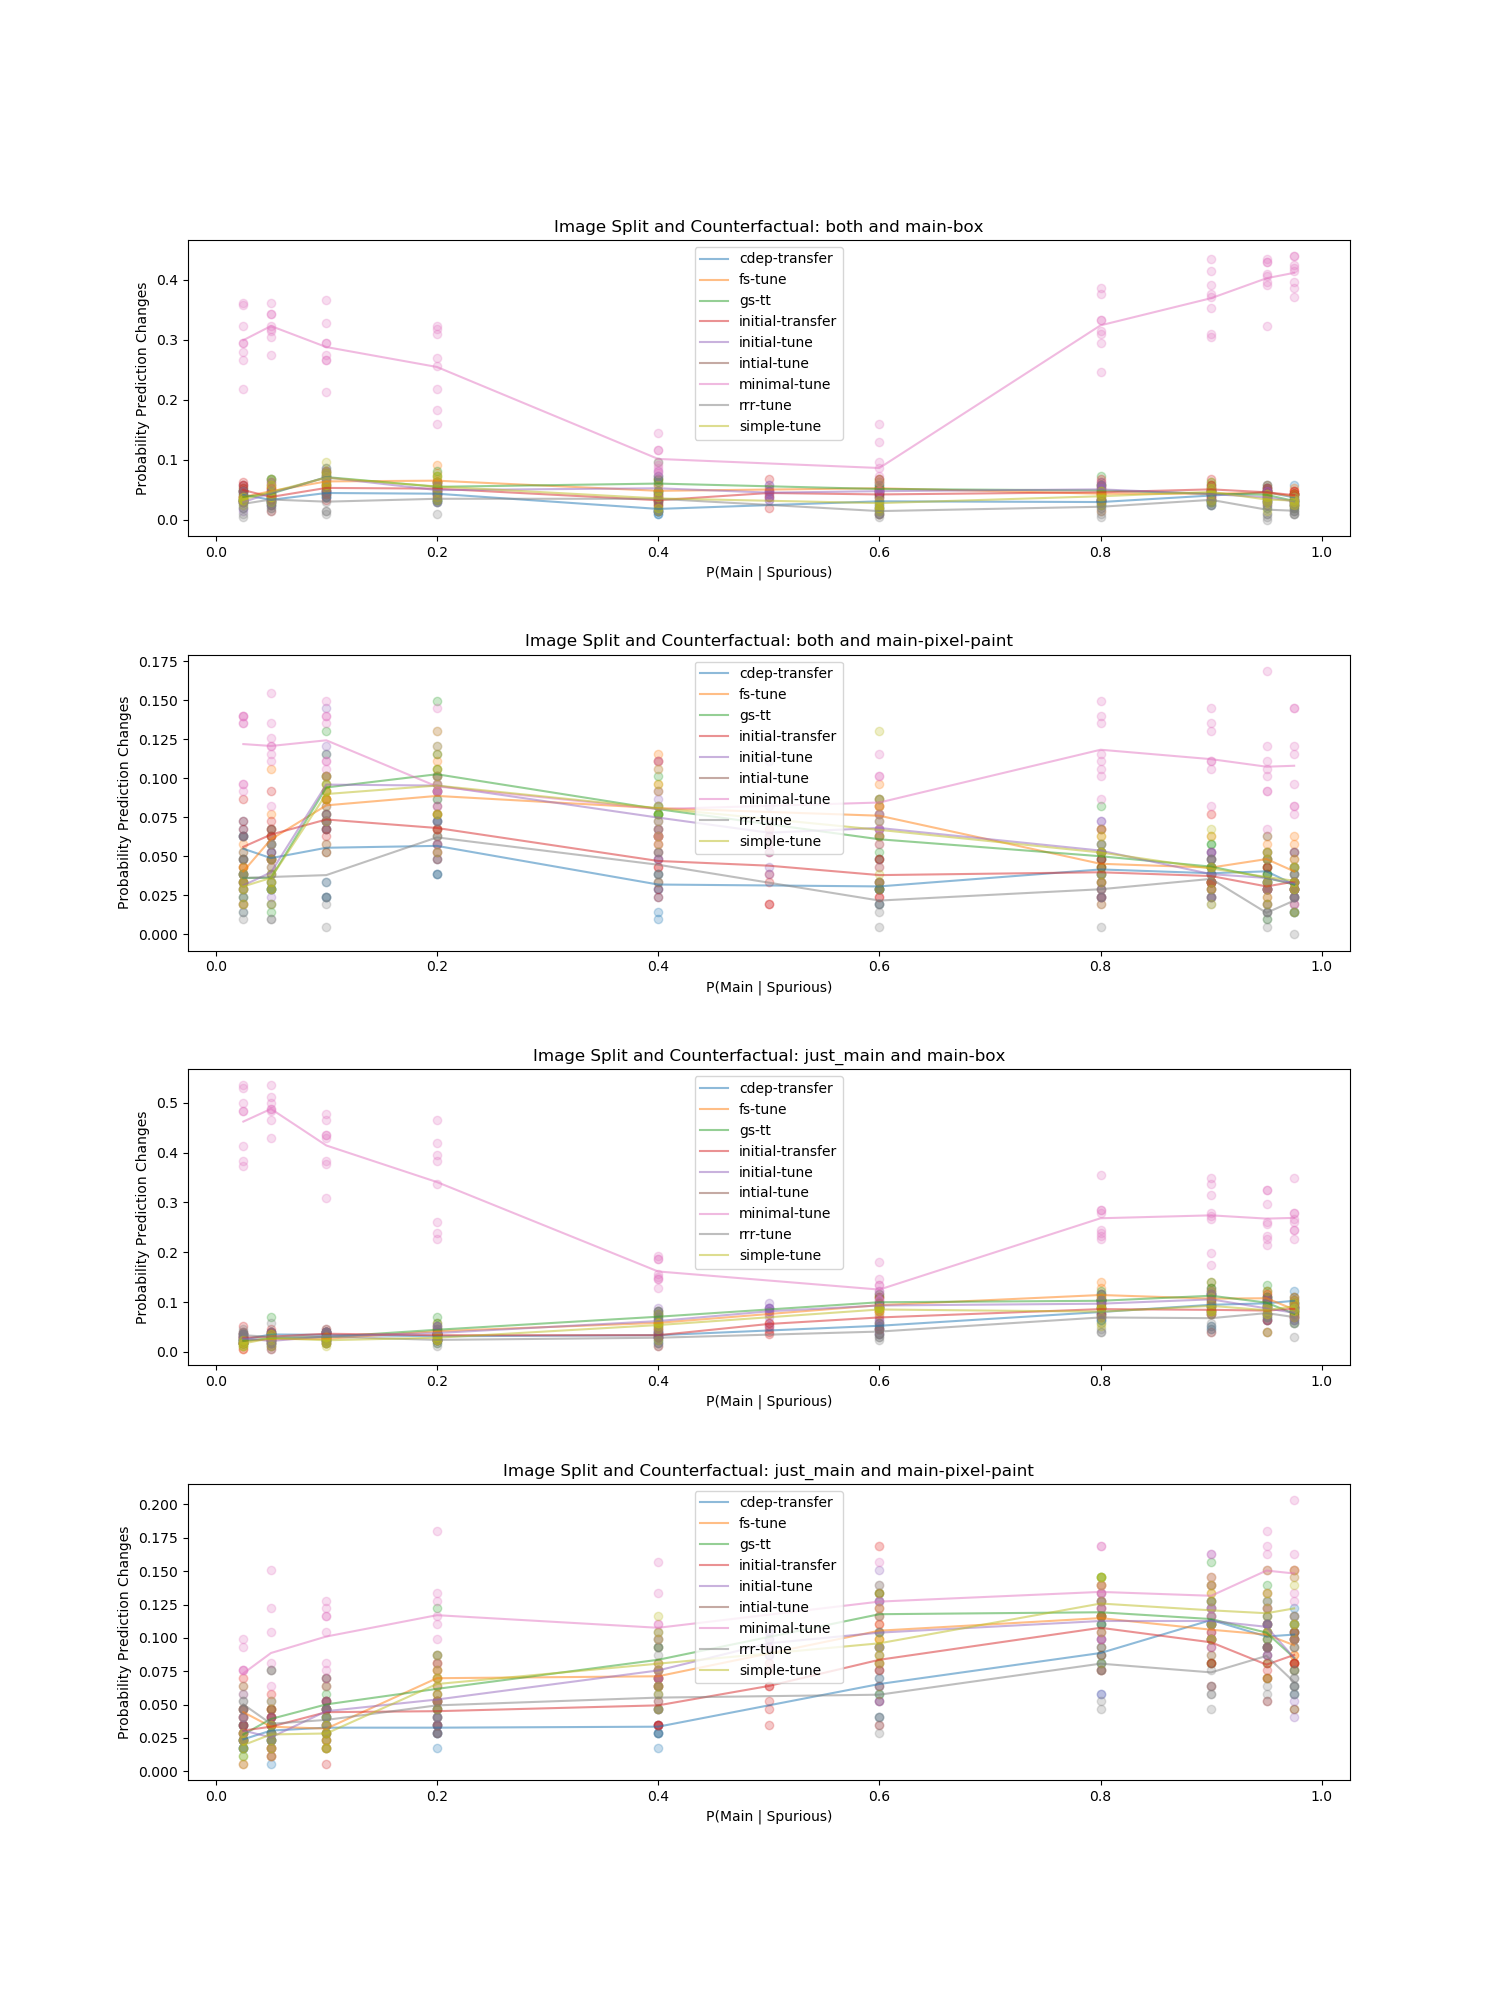 Image Split and Counterfactual: both and main-box
Probability Prediction Changes
0.4
0.3
0.2
0.1
0.0
cdep-transfer
fs-tune
gs-tt
initial-transfer
initial-tune
intial-tune
minimal-tune
rrr-tune
simple-tune
0.0 0.2 0.4 0.6 0.8 1.0
P(Main | Spurious)
Image Split and Counterfactual: both and main-pixel-paint
Probability Prediction Changes
0.175
0.150
0.125
0.100
0.075
0.050
0.025
0.000
cdep-transfer
fs-tune
gs-tt
initial-transfer
initial-tune
intial-tune
minimal-tune
rrr-tune
simple-tune
0.0 0.2 0.4 0.6 0.8 1.0
P(Main | Spurious)
Image Split and Counterfactual: just_main and main-box
Probability Prediction Changes
0.5
0.4
0.3
0.2
0.1
0.0
cdep-transfer
fs-tune
gs-tt
initial-transfer
initial-tune
intial-tune
minimal-tune
rrr-tune
simple-tune
0.0 0.2 0.4 0.6 0.8 1.0
P(Main | Spurious)
Image Split and Counterfactual: just_main and main-pixel-paint
Probability Prediction Changes
0.200
0.175
0.150
0.125
0.100
0.075
0.050
0.025
0.000
cdep-transfer
fs-tune
gs-tt
initial-transfer
initial-tune
intial-tune
minimal-tune
rrr-tune
simple-tune
0.0 0.2 0.4 0.6 0.8 1.0
P(Main | Spurious)